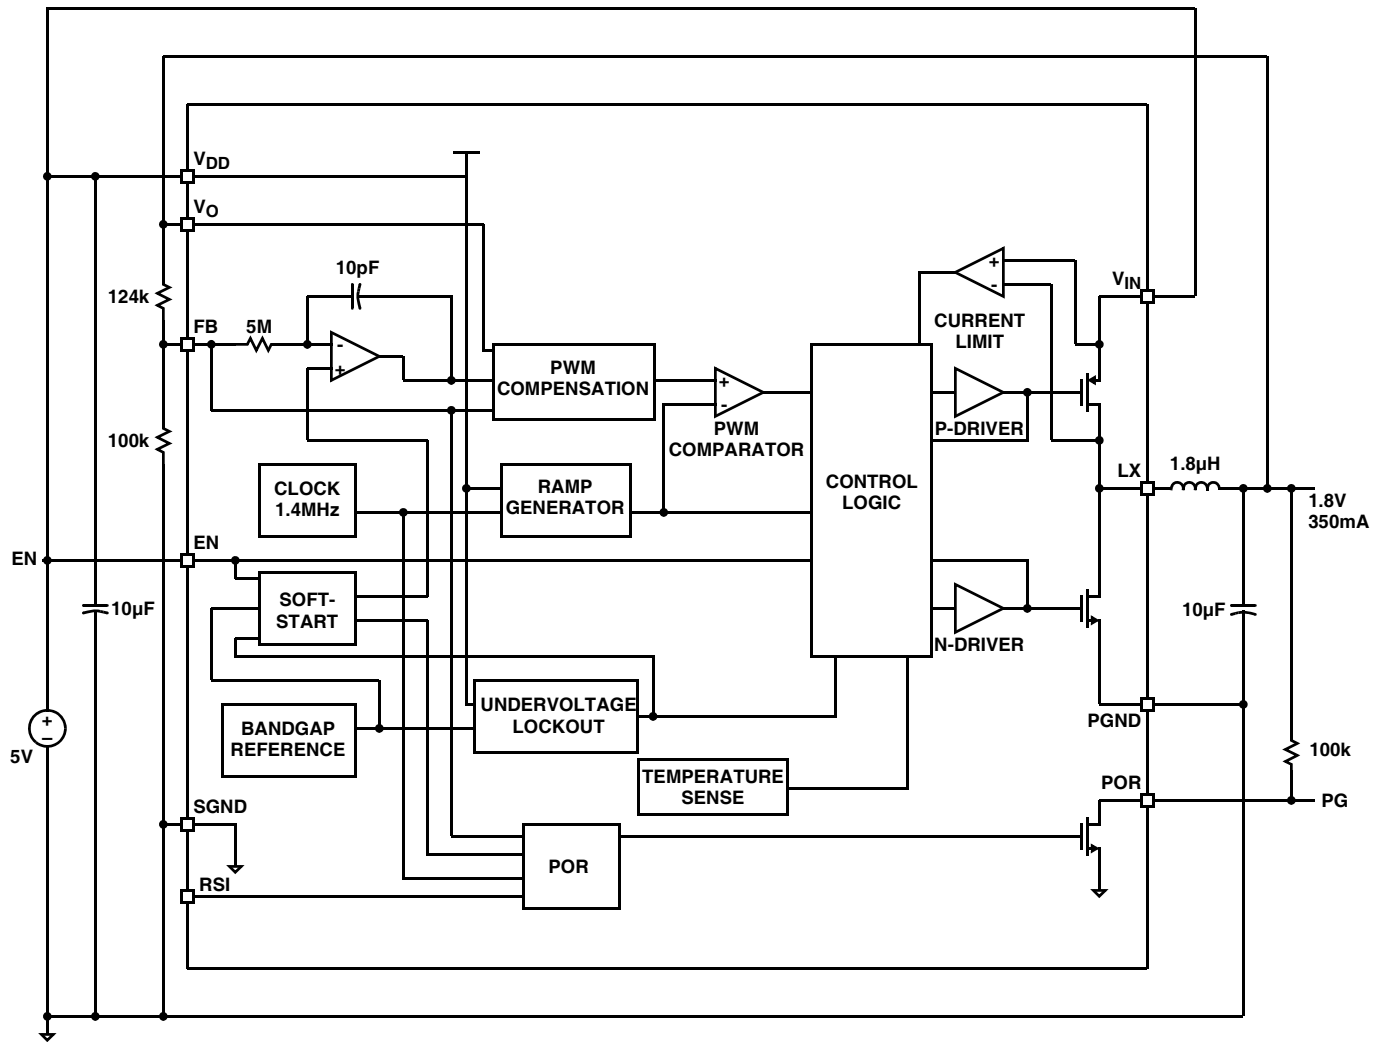 VDD
VO
10pF
124k
FB
5M
-
+
PWM
COMPENSATION
+
-
PWM
COMPARATOR
+
-
CURRENT
LIMIT
VIN
P-DRIVER
100k
CLOCK
1.4MHz
RAMP
GENERATOR
CONTROL
LOGIC
LX
1.8µH
1.8V
350mA
EN
EN
SOFT-
START
10µF
N-DRIVER
10µF
UNDERVOLTAGE
LOCKOUT
BANDGAP
REFERENCE
PGND
+
–
5V
100k
TEMPERATURE
SENSE
POR
PG
SGND
POR
RSI